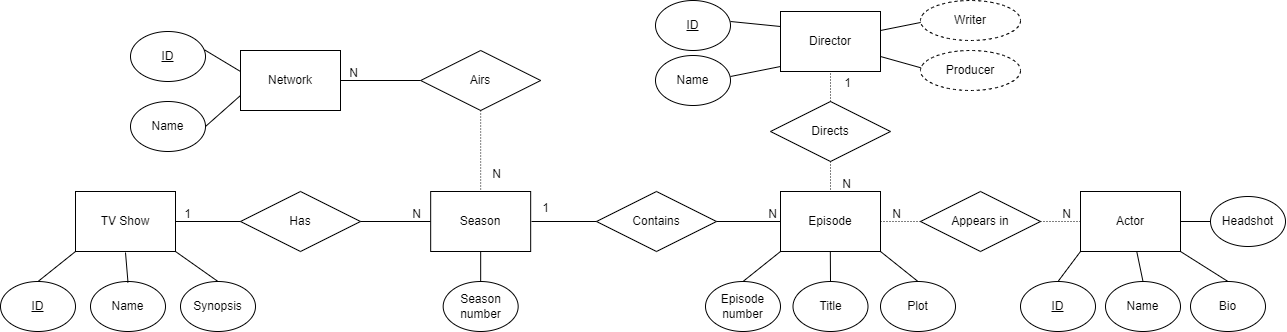 ID
Director
Writer
Producer
Name
1
ID
Network
N
Airs
Name
Directs
N
N
TV Show
1
Has
N
Season
1
Contains
N
Episode
N
Appears in
N
Actor
Headshot
ID
Name
Synopsis
Season
number
Episode
number
Title
Plot
ID
Name
Bio